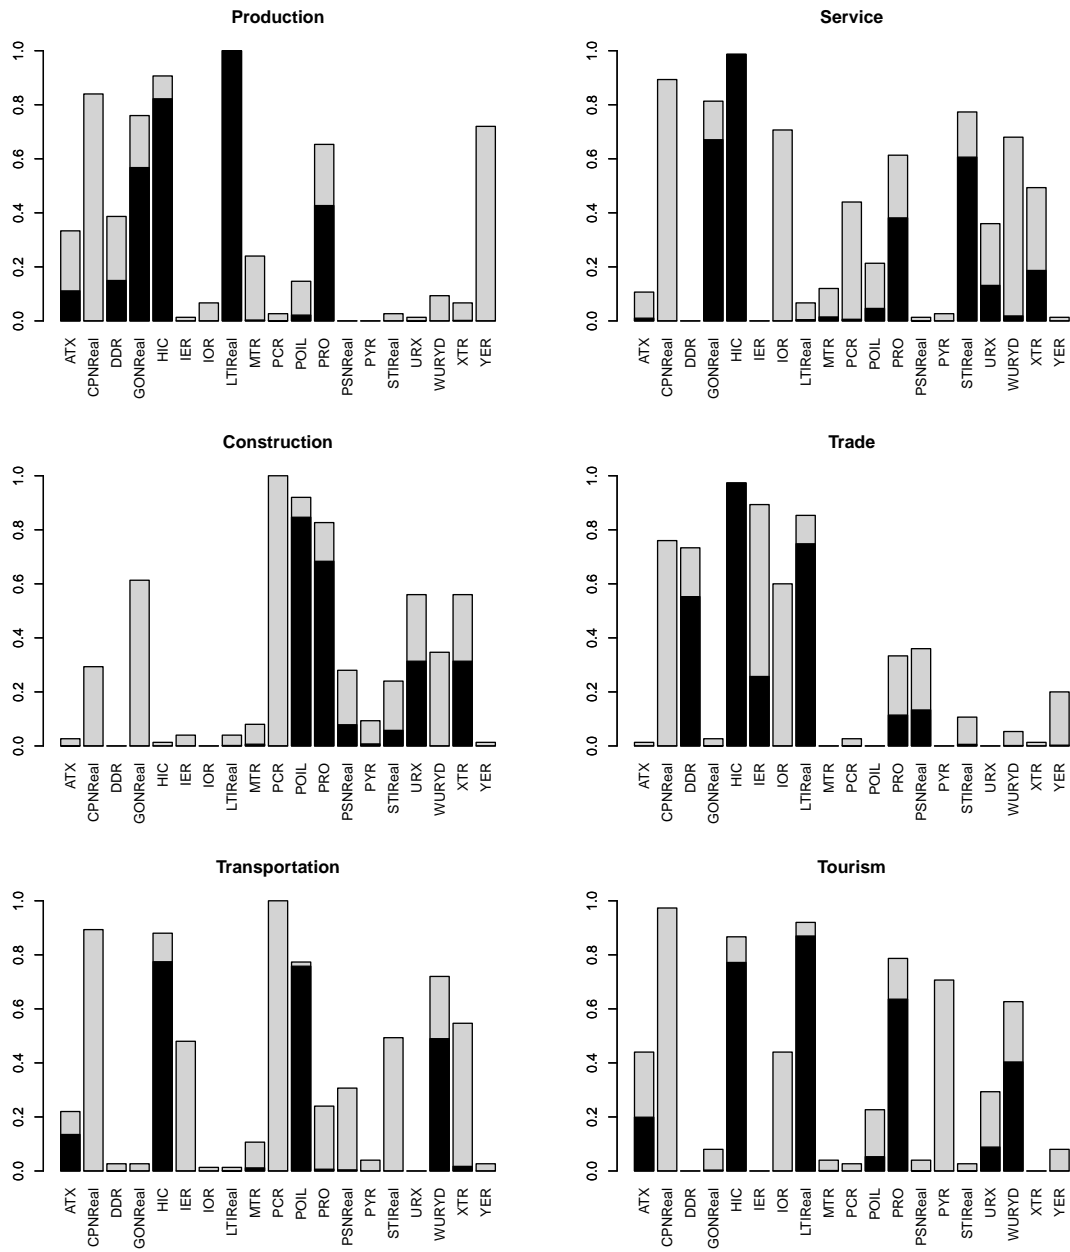 Production
0.0 0.2 0.4 0.6 0.8 1.0
ATX CPNReal DDR GONReal HIC IER IOR LTIReal MTR PCR POIL PRO PSNReal PYR STIReal URX WURYD XTR YER
Service
0.0 0.2 0.4 0.6 0.8 1.0
ATX CPNReal DDR GONReal HIC IER IOR LTIReal MTR PCR POIL PRO PSNReal PYR STIReal URX WURYD XTR YER
Construction
0.0 0.2 0.4 0.6 0.8 1.0
ATX CPNReal DDR GONReal HIC IER IOR LTIReal MTR PCR POIL PRO PSNReal PYR STIReal URX WURYD XTR YER
Trade
0.0 0.2 0.4 0.6 0.8 1.0
ATX CPNReal DDR GONReal HIC IER IOR LTIReal MTR PCR POIL PRO PSNReal PYR STIReal URX WURYD XTR YER
Transportation
0.0 0.2 0.4 0.6 0.8 1.0
ATX CPNReal DDR GONReal HIC IER IOR LTIReal MTR PCR POIL PRO PSNReal PYR STIReal URX WURYD XTR YER
Tourism
0.0 0.2 0.4 0.6 0.8 1.0
ATX CPNReal DDR GONReal HIC IER IOR LTIReal MTR PCR POIL PRO PSNReal PYR STIReal URX WURYD XTR YER